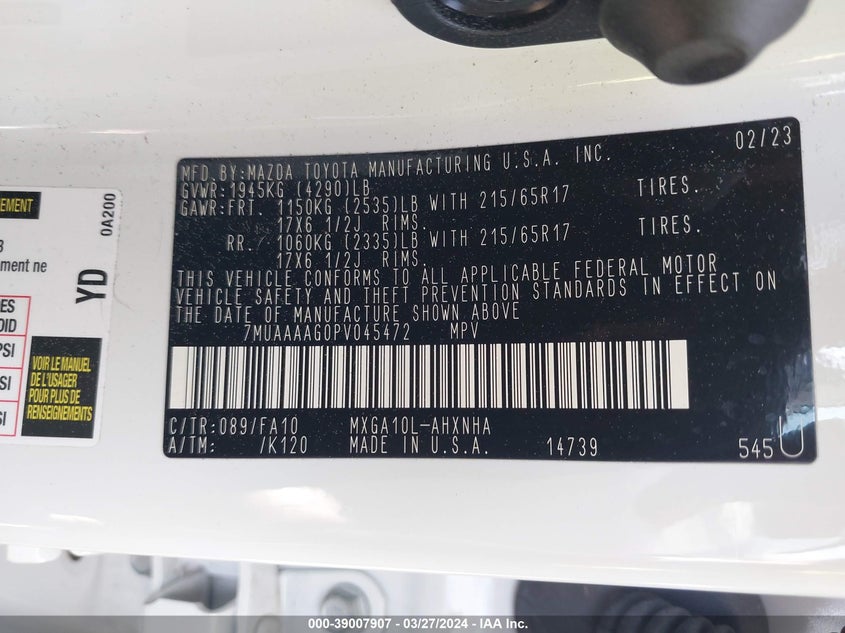 MFD.BY:MAZDA TOYOTA MANUFACTURING U.S.A. INC. 02/23
GVWR:1945KG (4290)LB
GAWR:FRT. 1150KG (2535)LB WITH 215/65R17 TIRES.
17X6 1/2J RIMS.
RR. 1060KG (2335)LB WITH 215/65R17 TIRES.
17X6 1/2J RIMS.
THIS VEHICLE CONFORMS TO ALL APPLICABLE FEDERAL MOTOR
VEHICLE SAFETY AND THEFT PREVENTION STANDARDS IN EFFECT ON
THE DATE OF MANUFACTURE SHOWN ABOVE
7MUAAAAG0PV045472 MPV
C/TR:089/FA10 MXGA10L-AHXNHA
A/TM: /K120 MADE IN U.S.A. 14739 545 U
0A200
YD
VOIR LE MANUEL
DE L'USAGER
POUR PLUS DE
RENSEIGNEMENTS
000-39007907 - 03/27/2024 - IAA Inc.